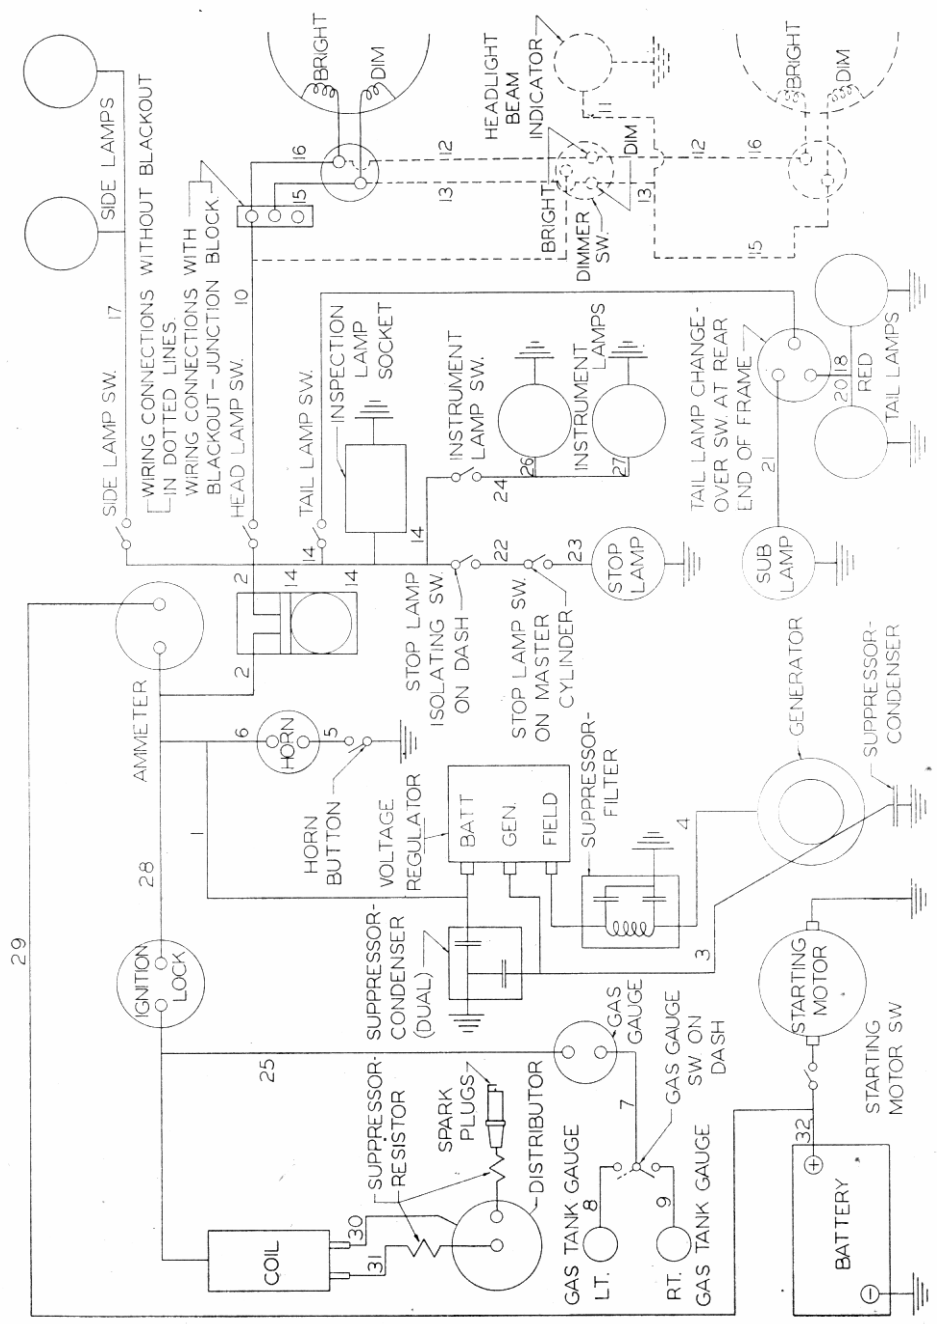 29
COIL
30
31
SUPPRESSOR-
RESISTOR
SPARK
PLUGS
DISTRIBUTOR
25
IGNITION
LOCK
28
AMMETER
1
6
HORN
5
HORN
BUTTON
VOLTAGE
REGULATOR
BATT
GEN.
FIELD
SUPPRESSOR-
CONDENSER
(DUAL)
SUPPRESSOR-
FILTER
3
4
GENERATOR
SUPPRESSOR-
CONDENSER
GAS
GAUGE
GAS GAUGE
SW ON
DASH
7
GAS TANK GAUGE
LT.
8
9
RT.
GAS TANK GAUGE
STARTING
MOTOR
STARTING
MOTOR SW
32
BATTERY
+
−
2
2
14
14
14
14
SIDE LAMP SW.
17
SIDE LAMPS
WIRING CONNECTIONS WITHOUT BLACKOUT
IN DOTTED LINES.
WIRING CONNECTIONS WITH
BLACKOUT-JUNCTION BLOCK.
HEAD LAMP SW.
10
15
16
BRIGHT
DIM
TAIL LAMP SW.
INSPECTION
LAMP
SOCKET
INSTRUMENT
LAMP SW.
24
26
27
INSTRUMENT
LAMPS
STOP LAMP
ISOLATING SW.
ON DASH
22
STOP LAMP SW.
ON MASTER
CYLINDER
23
STOP
LAMP
12
13
HEADLIGHT
BEAM
INDICATOR
11
BRIGHT
DIMMER
SW.
DIM
13
12
16
15
BRIGHT
DIM
TAIL LAMP CHANGE-
OVER SW. AT REAR
END OF FRAME
21
20
18
RED
TAIL LAMPS
SUB
LAMP